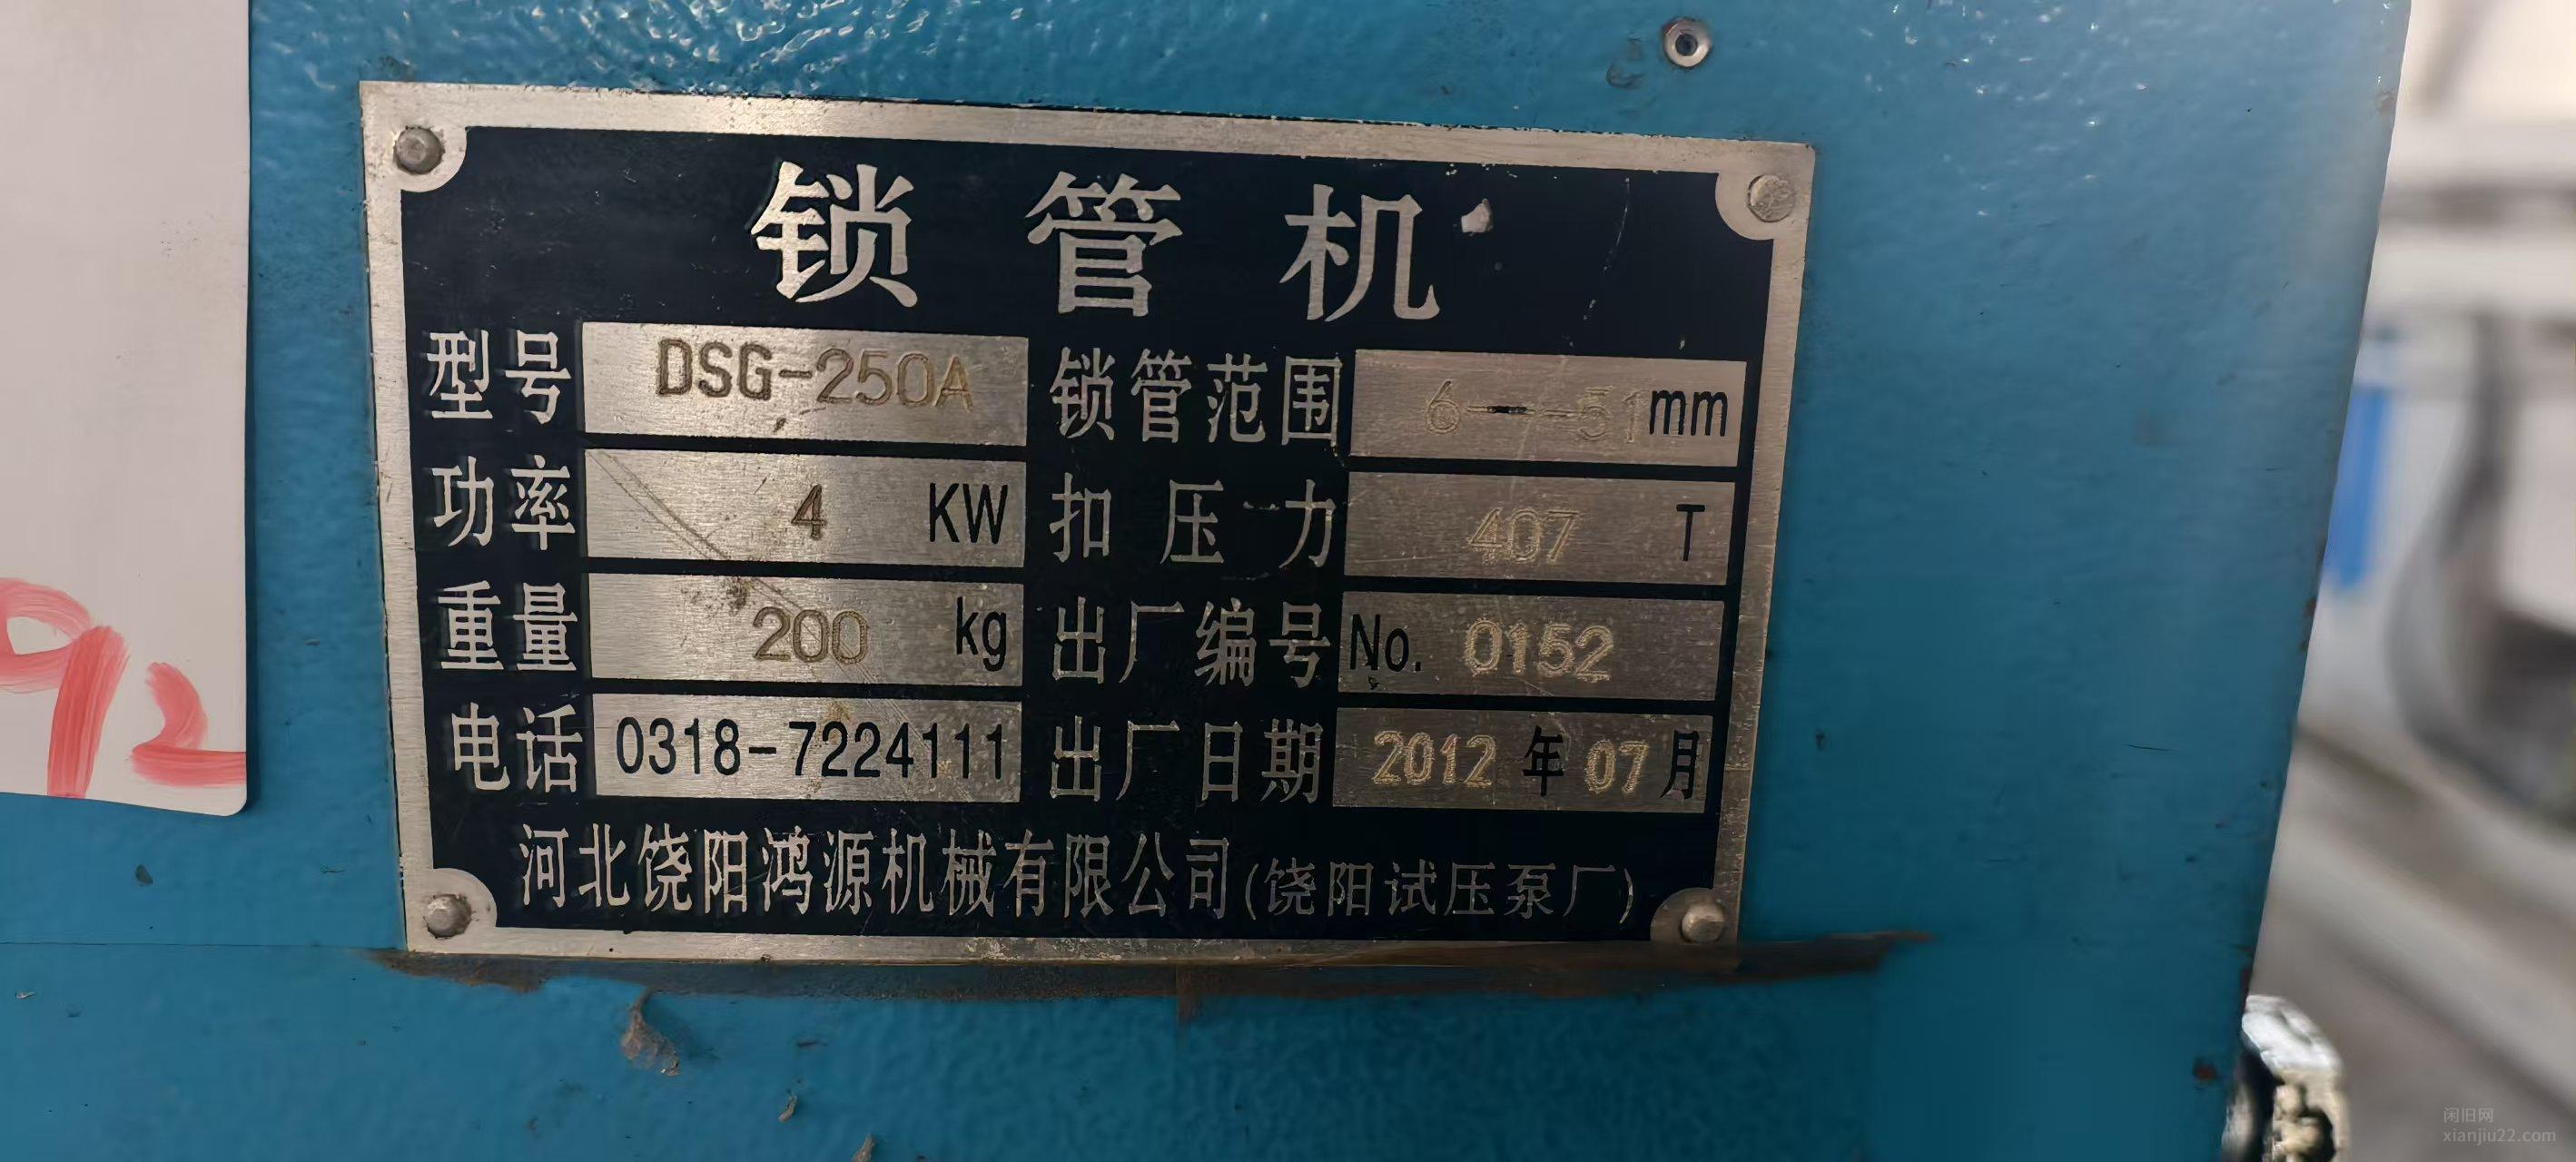 锁管机
型号 DSG-250A 锁管范围 6--51mm
功率 4 KW 扣压力 407 T
重量 200 kg 出厂编号 No. 0152
电话 0318-7224111 出厂日期 2012年07月
河北饶阳鸿源机械有限公司(饶阳试压泵厂)
92
闲旧网
xianjiu22.com